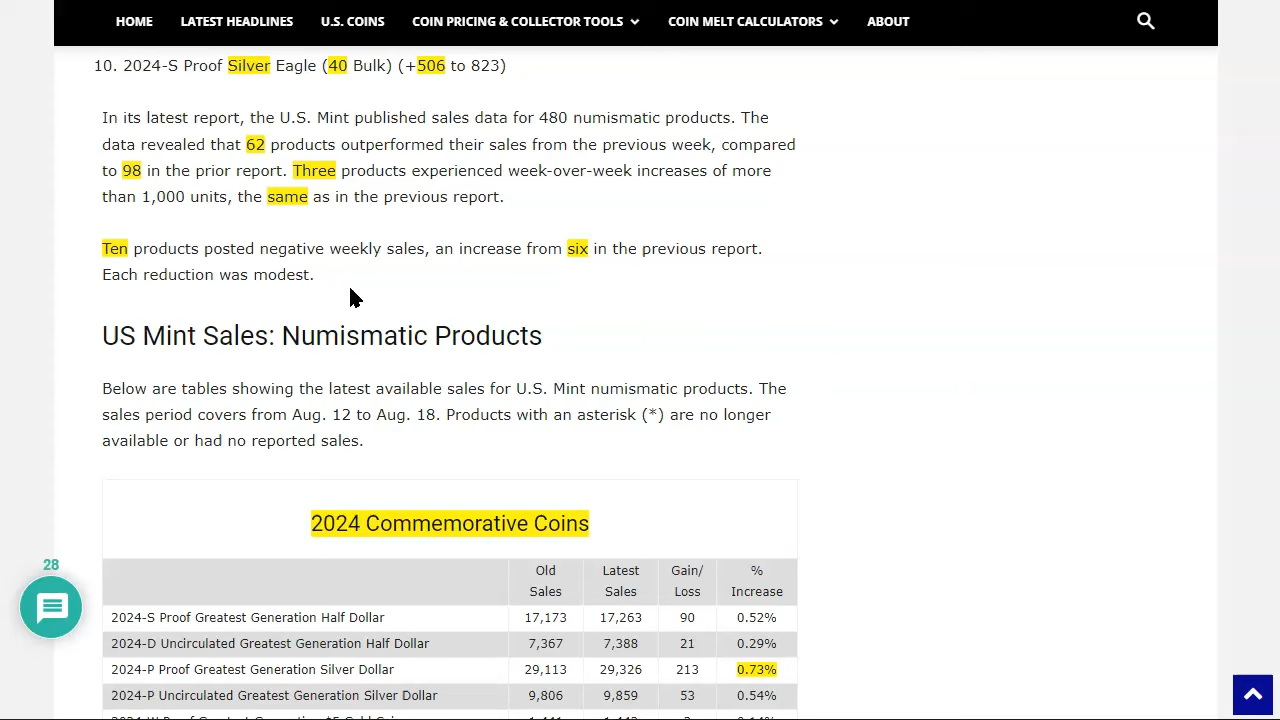 HOME LATEST HEADLINES U.S. COINS COIN PRICING & COLLECTOR TOOLS COIN MELT CALCULATORS ABOUT
10. 2024-S Proof Silver Eagle (40 Bulk) (+506 to 823)
In its latest report, the U.S. Mint published sales data for 480 numismatic products. The
data revealed that 62 products outperformed their sales from the previous week, compared
to 98 in the prior report. Three products experienced week-over-week increases of more
than 1,000 units, the same as in the previous report.
Ten products posted negative weekly sales, an increase from six in the previous report.
Each reduction was modest.
US Mint Sales: Numismatic Products
Below are tables showing the latest available sales for U.S. Mint numismatic products. The
sales period covers from Aug. 12 to Aug. 18. Products with an asterisk (*) are no longer
available or had no reported sales.
2024 Commemorative Coins
Old Latest Gain/ %
Sales Sales Loss Increase
2024-S Proof Greatest Generation Half Dollar 17,173 17,263 90 0.52%
2024-D Uncirculated Greatest Generation Half Dollar 7,367 7,388 21 0.29%
2024-P Proof Greatest Generation Silver Dollar 29,113 29,326 213 0.73%
2024-P Uncirculated Greatest Generation Silver Dollar 9,806 9,859 53 0.54%
28